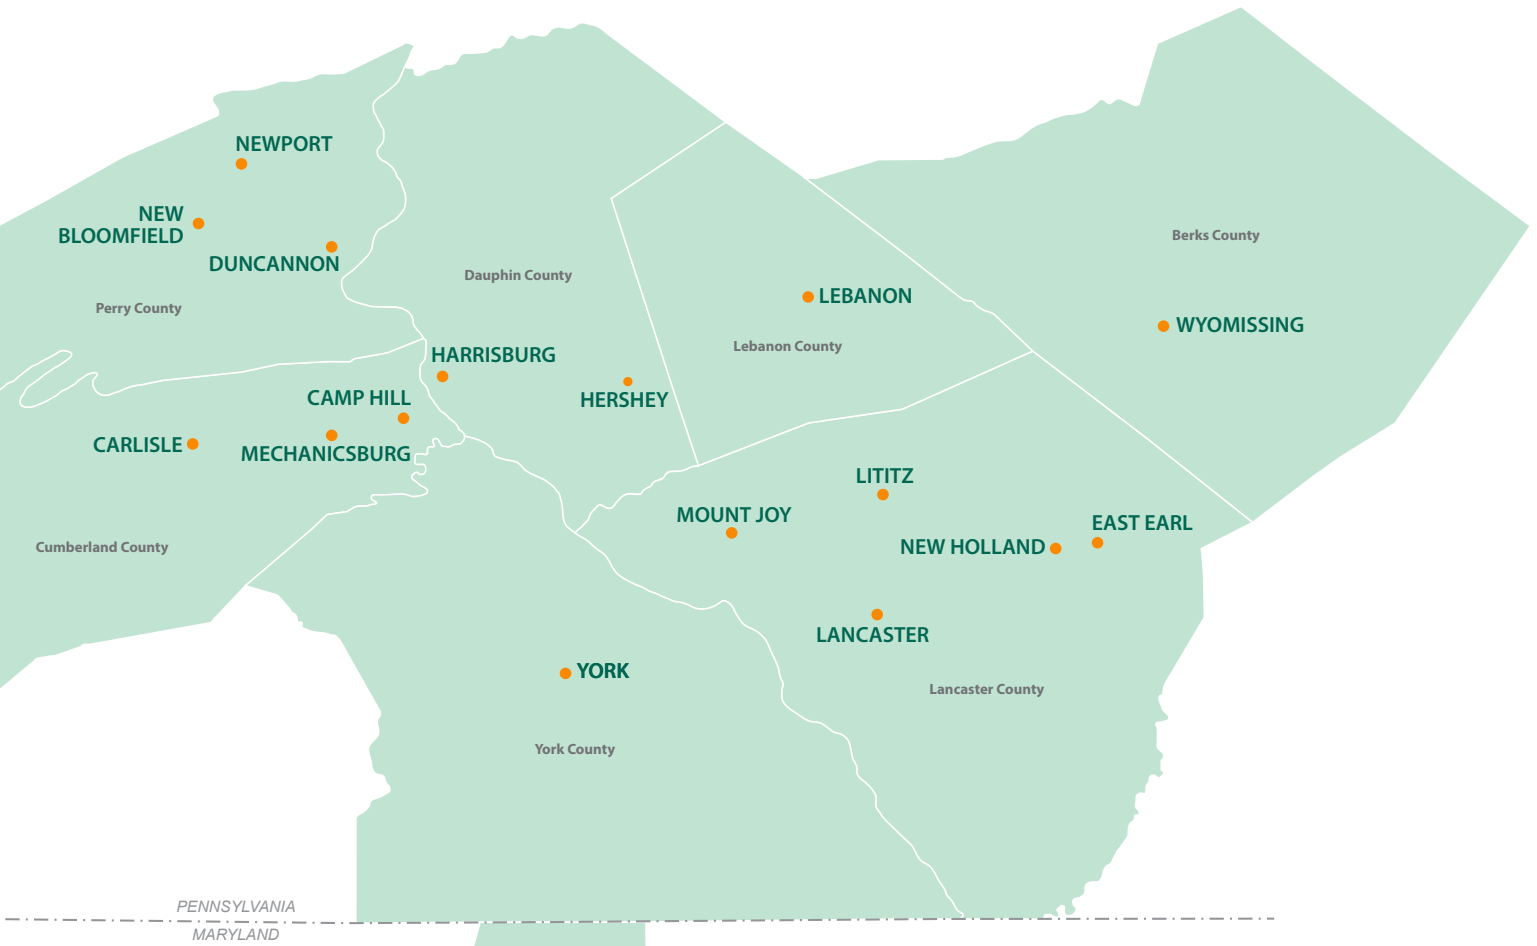 NEWPORT
NEW
BLOOMFIELD
DUNCANNON
Perry County
Dauphin County
Berks County
LEBANON
Lebanon County
WYOMISSING
HARRISBURG
HERSHEY
CAMP HILL
CARLISLE
MECHANICSBURG
Cumberland County
LITITZ
MOUNT JOY
EAST EARL
NEW HOLLAND
LANCASTER
YORK
Lancaster County
York County
PENNSYLVANIA
MARYLAND